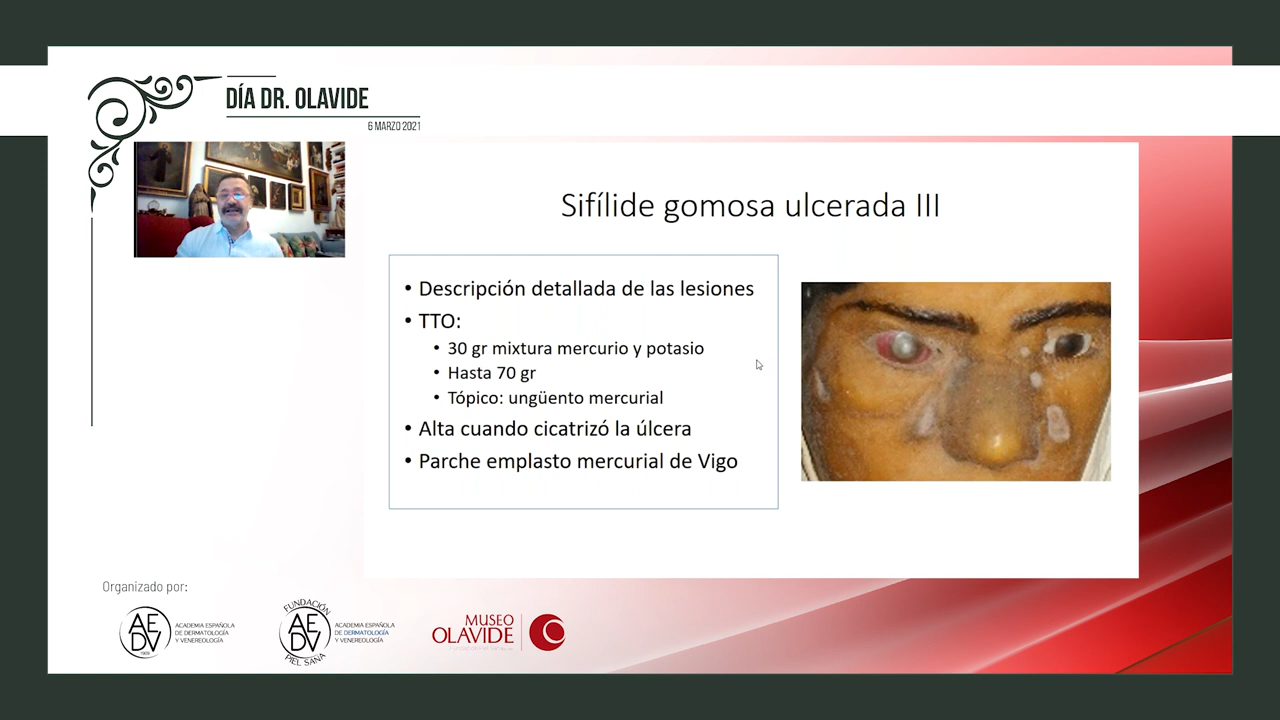 DÍA DR. OLAVIDE
6 MARZO 2021
Sifílide gomosa ulcerada III
• Descripción detallada de las lesiones
• TTO:
• 30 gr mixtura mercurio y potasio
• Hasta 70 gr
• Tópico: ungüento mercurial
• Alta cuando cicatrizó la úlcera
• Parche emplasto mercurial de Vigo
Organizado por:
AEDV
1909
ACADEMIA ESPAÑOLA
DE DERMATOLOGÍA
Y VENEREOLOGÍA
FUNDACIÓN
AEDV
PIEL SANA
ACADEMIA ESPAÑOLA
DE DERMATOLOGÍA
Y VENEREOLOGÍA
MUSEO
OLAVIDE